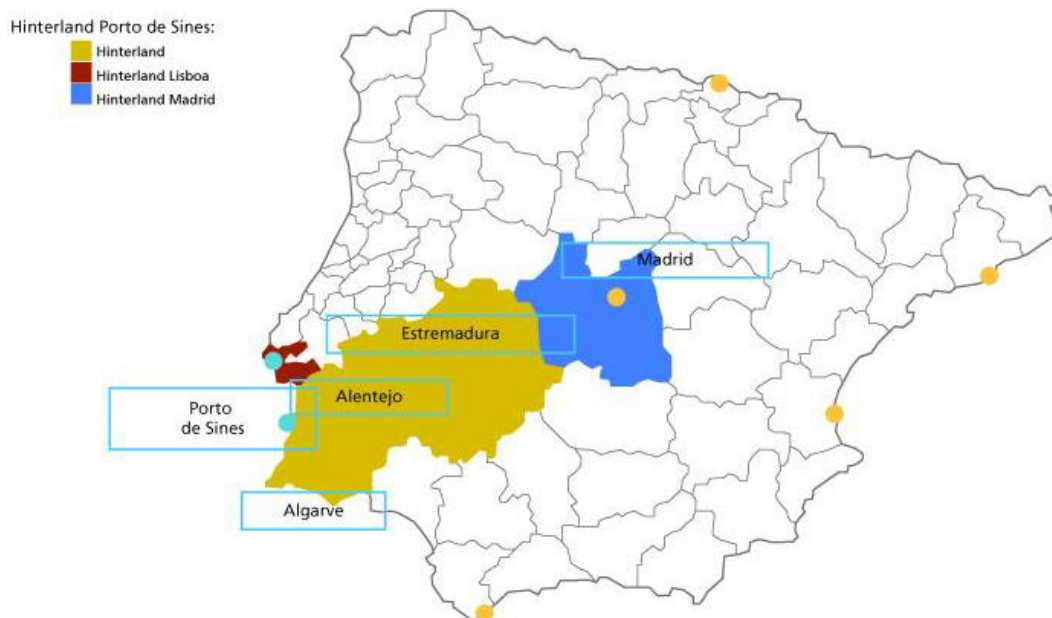 Hinterland Porto de Sines:
Hinterland
Hinterland Lisboa
Hinterland Madrid
Madrid
Estremadura
Alentejo
Porto
de Sines
Algarve